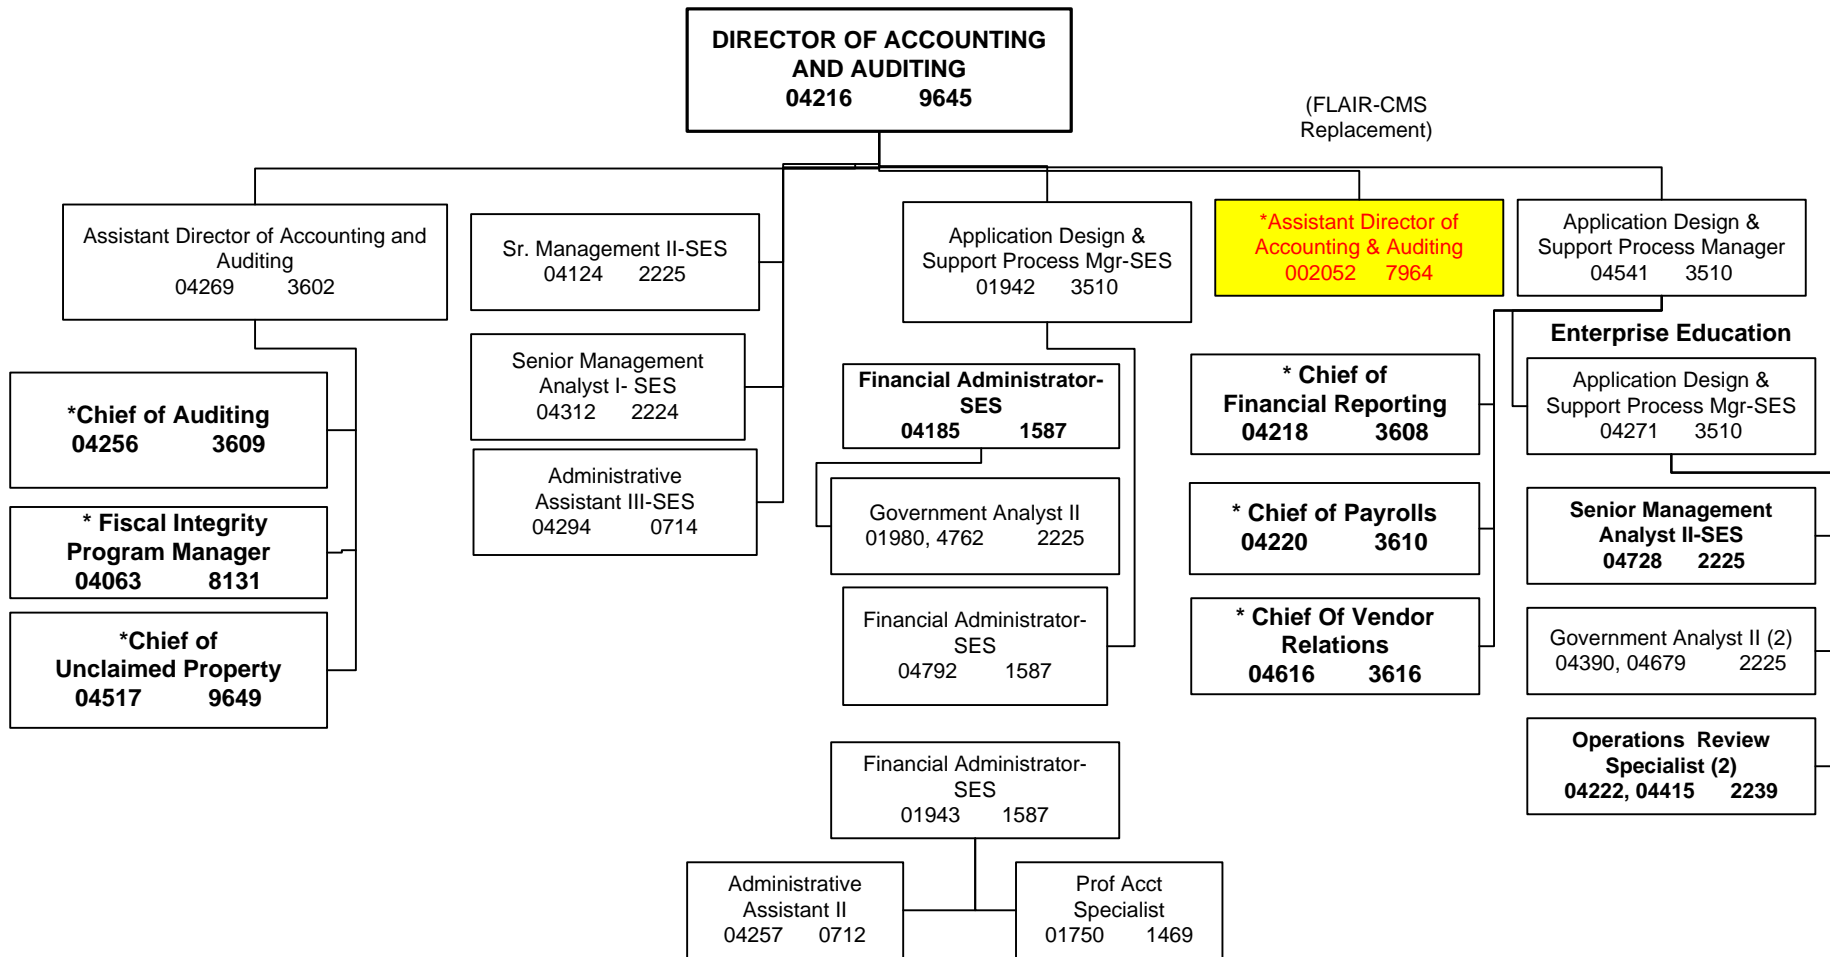 DIRECTOR OF ACCOUNTING
AND AUDITING
04216 9645
(FLAIR-CMS
Replacement)
Assistant Director of Accounting and
Auditing
04269 3602
Sr. Management II-SES
04124 2225
Application Design &
Support Process Mgr-SES
01942 3510
*Assistant Director of
Accounting & Auditing
002052 7964
Application Design &
Support Process Manager
04541 3510
*Chief of Auditing
04256 3609
* Fiscal Integrity
Program Manager
04063 8131
*Chief of
Unclaimed Property
04517 9649
Senior Management
Analyst I- SES
04312 2224
Administrative
Assistant III-SES
04294 0714
Financial Administrator-
SES
04185 1587
Government Analyst II
01980, 4762 2225
Financial Administrator-
SES
04792 1587
Financial Administrator-
SES
01943 1587
Administrative
Assistant II
04257 0712
Prof Acct
Specialist
01750 1469
* Chief of
Financial Reporting
04218 3608
* Chief of Payrolls
04220 3610
* Chief Of Vendor
Relations
04616 3616
Enterprise Education
Application Design &
Support Process Mgr-SES
04271 3510
Senior Management
Analyst II-SES
04728 2225
Government Analyst II (2)
04390, 04679 2225
Operations Review
Specialist (2)
04222, 04415 2239